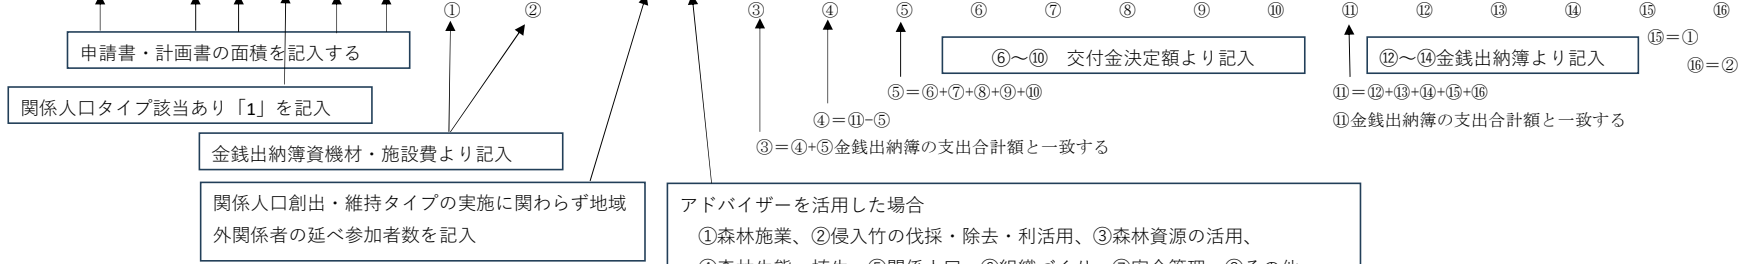 ① ② ③ ④ ⑤ ⑥ ⑦ ⑧ ⑨ ⑩ ⑪ ⑫ ⑬ ⑭ ⑮ ⑯
申請書・計画書の面積を記入する
⑥～⑩ 交付金決定額より記入
⑫～⑭金銭出納簿より記入
⑮＝①
⑯＝②
関係人口タイプ該当あり「1」を記入
⑤＝⑥+⑦+⑧+⑨+⑩
⑪＝⑫+⑬+⑭+⑮+⑯
④＝⑪-⑤
⑪金銭出納簿の支出合計額と一致する
③＝④+⑤金銭出納簿の支出合計額と一致する
金銭出納簿資機材・施設費より記入
関係人口創出・維持タイプの実施に関わらず地域
外関係者の延べ参加者数を記入
アドバイザーを活用した場合
①森林施業、②侵入竹の伐採・除去・利活用、③森林資源の活用、